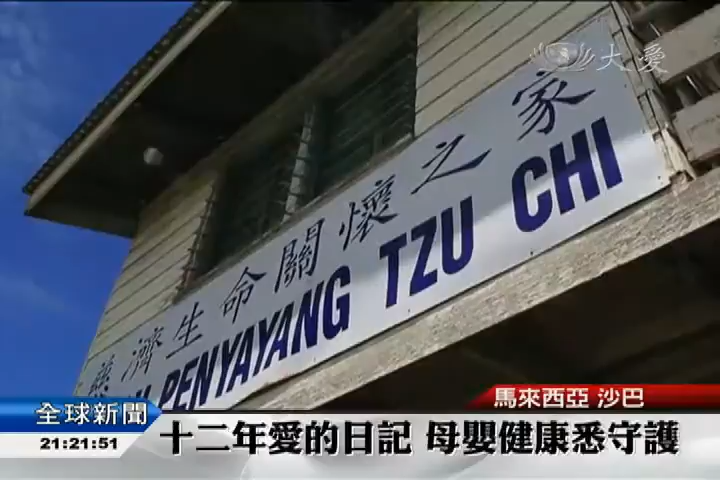 大愛
慈濟生命關懷之家
PENYAYANG TZU CHI
馬來西亞 沙巴
全球新聞
21:21:51
十二年愛的日記 母嬰健康悉守護